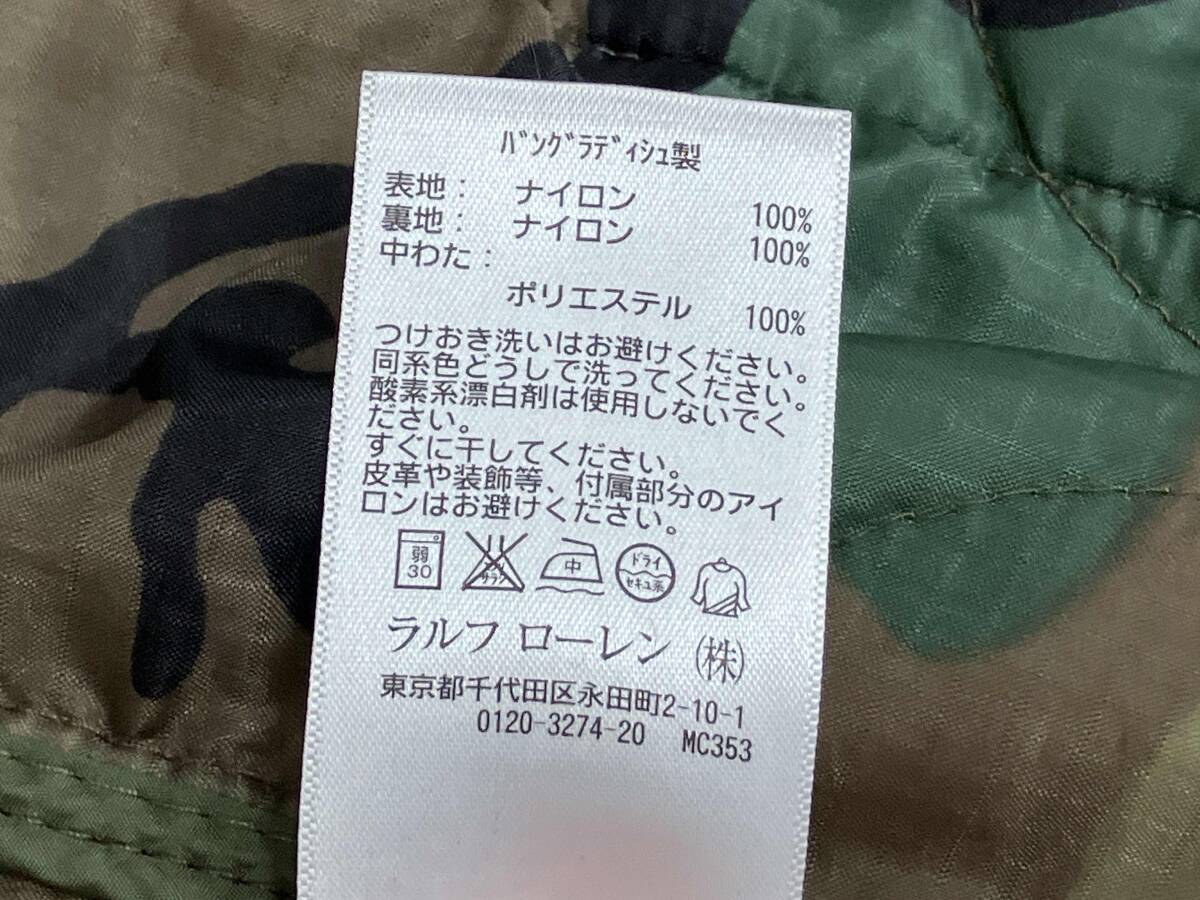 ﾊﾞﾝｸﾞﾗﾃﾞｨｼｭ製
表地： ナイロン 100%
裏地： ナイロン 100%
中わた：
ポリエステル 100%
つけおき洗いはお避けください。
同系色どうしで洗ってください。
酸素系漂白剤は使用しないでく
ださい。
すぐに干してください。
皮革や装飾等、付属部分のアイ
ロンはお避けください。
弱 30 エンソ サラシ 中 ドライ セキユ系
ラルフ ローレン（株）
東京都千代田区永田町2-10-1
0120-3274-20 MC353